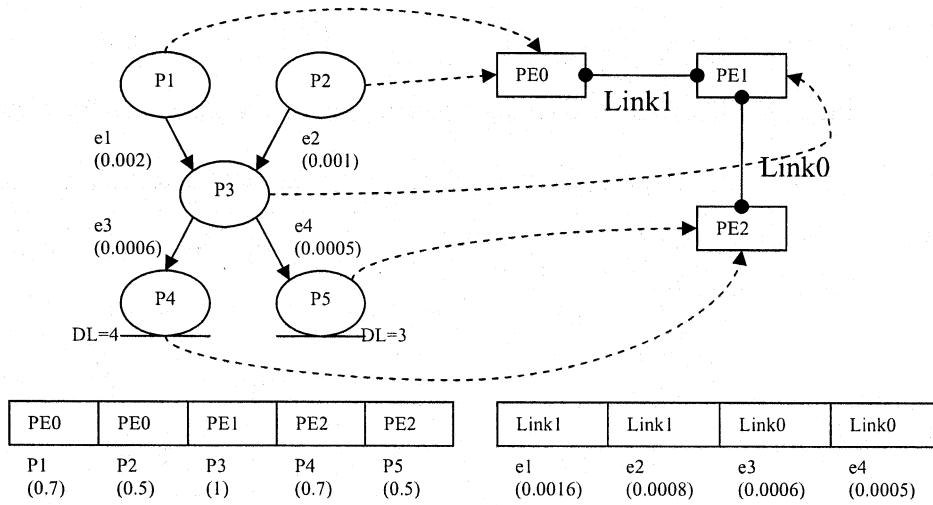 P1
P2
PE0
PE1
Link1
e1
(0.002)
e2
(0.001)
Link0
P3
e3
(0.0006)
e4
(0.0005)
PE2
P4
P5
DL=4
DL=3
PE0 PE0 PE1 PE2 PE2
Link1 Link1 Link0 Link0
P1 P2 P3 P4 P5
(0.7) (0.5) (1) (0.7) (0.5)
e1 e2 e3 e4
(0.0016) (0.0008) (0.0006) (0.0005)